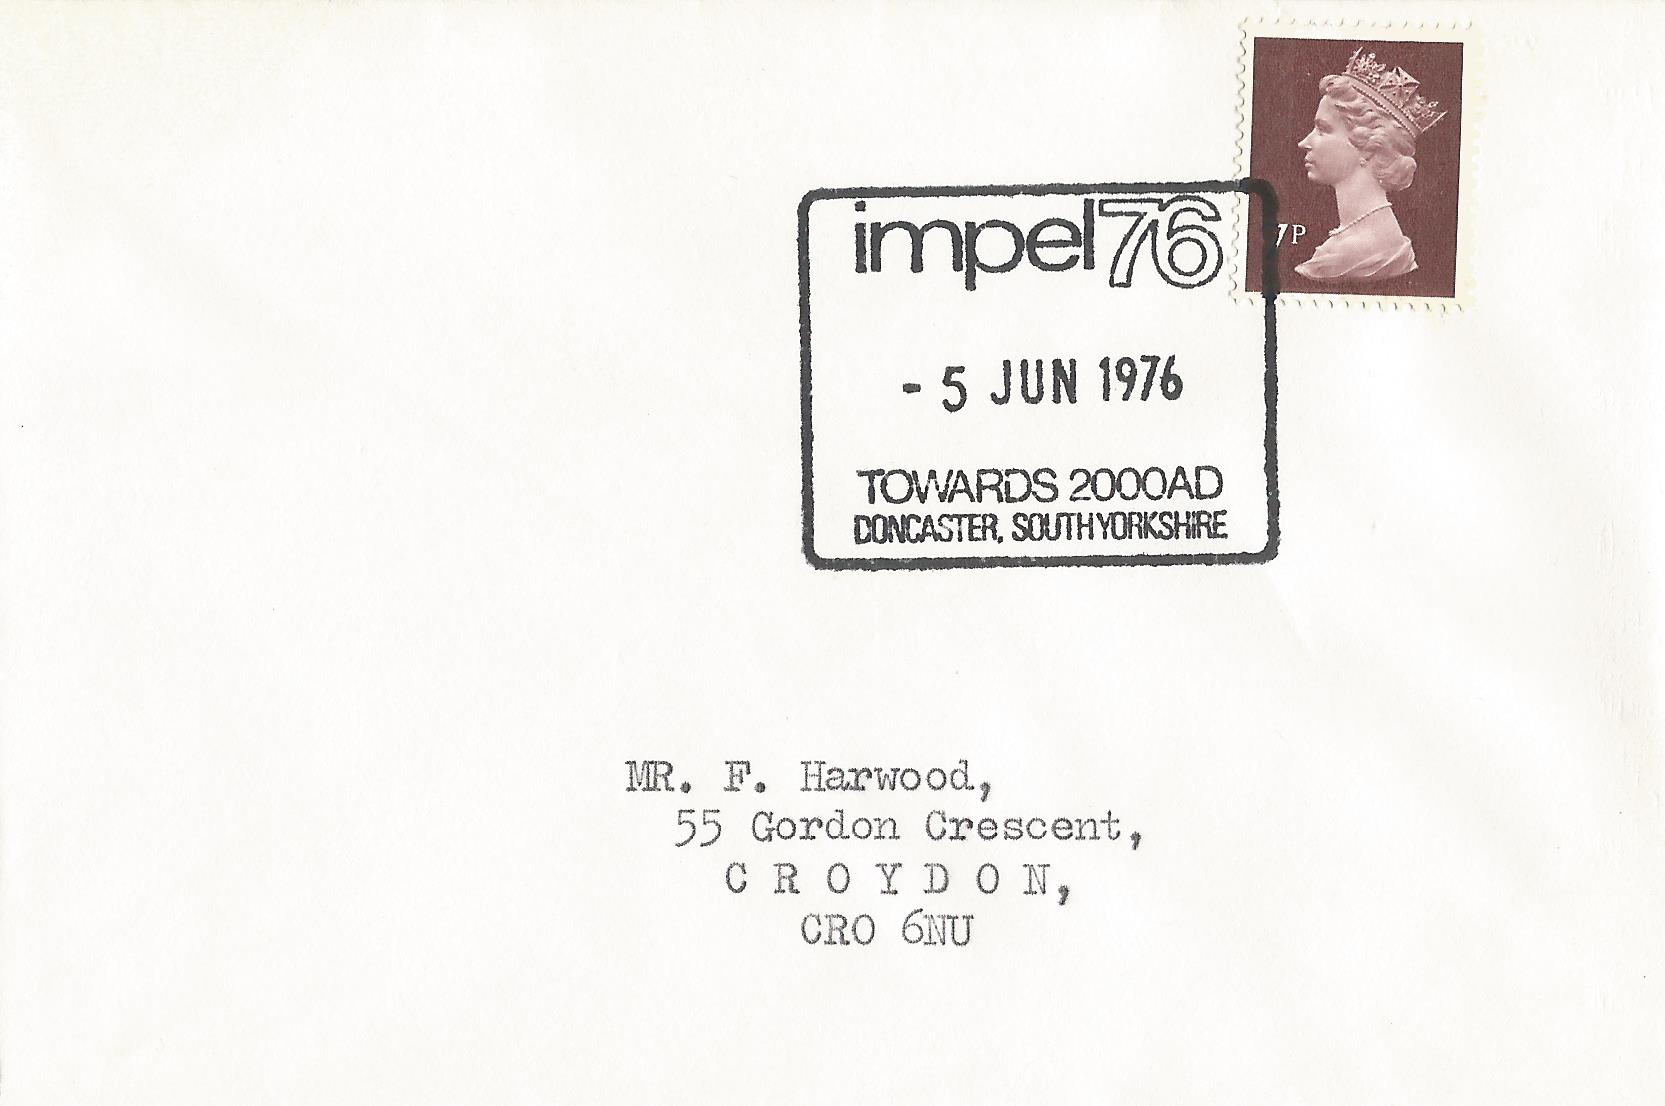 7P
impel76
- 5 JUN 1976
TOWARDS 2000AD
DONCASTER, SOUTH YORKSHIRE
MR. F. Harwood,
55 Gordon Crescent,
C R O Y D O N,
CRO 6NU